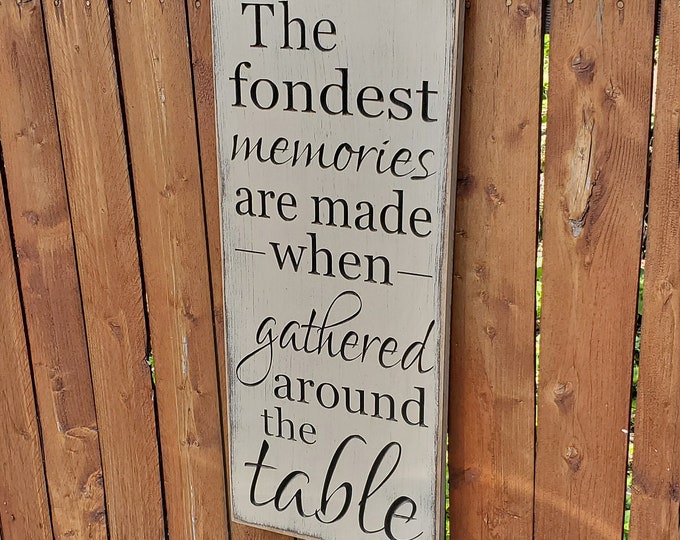 The
fondest
memories
are made
–when–
gathered
around
the
table